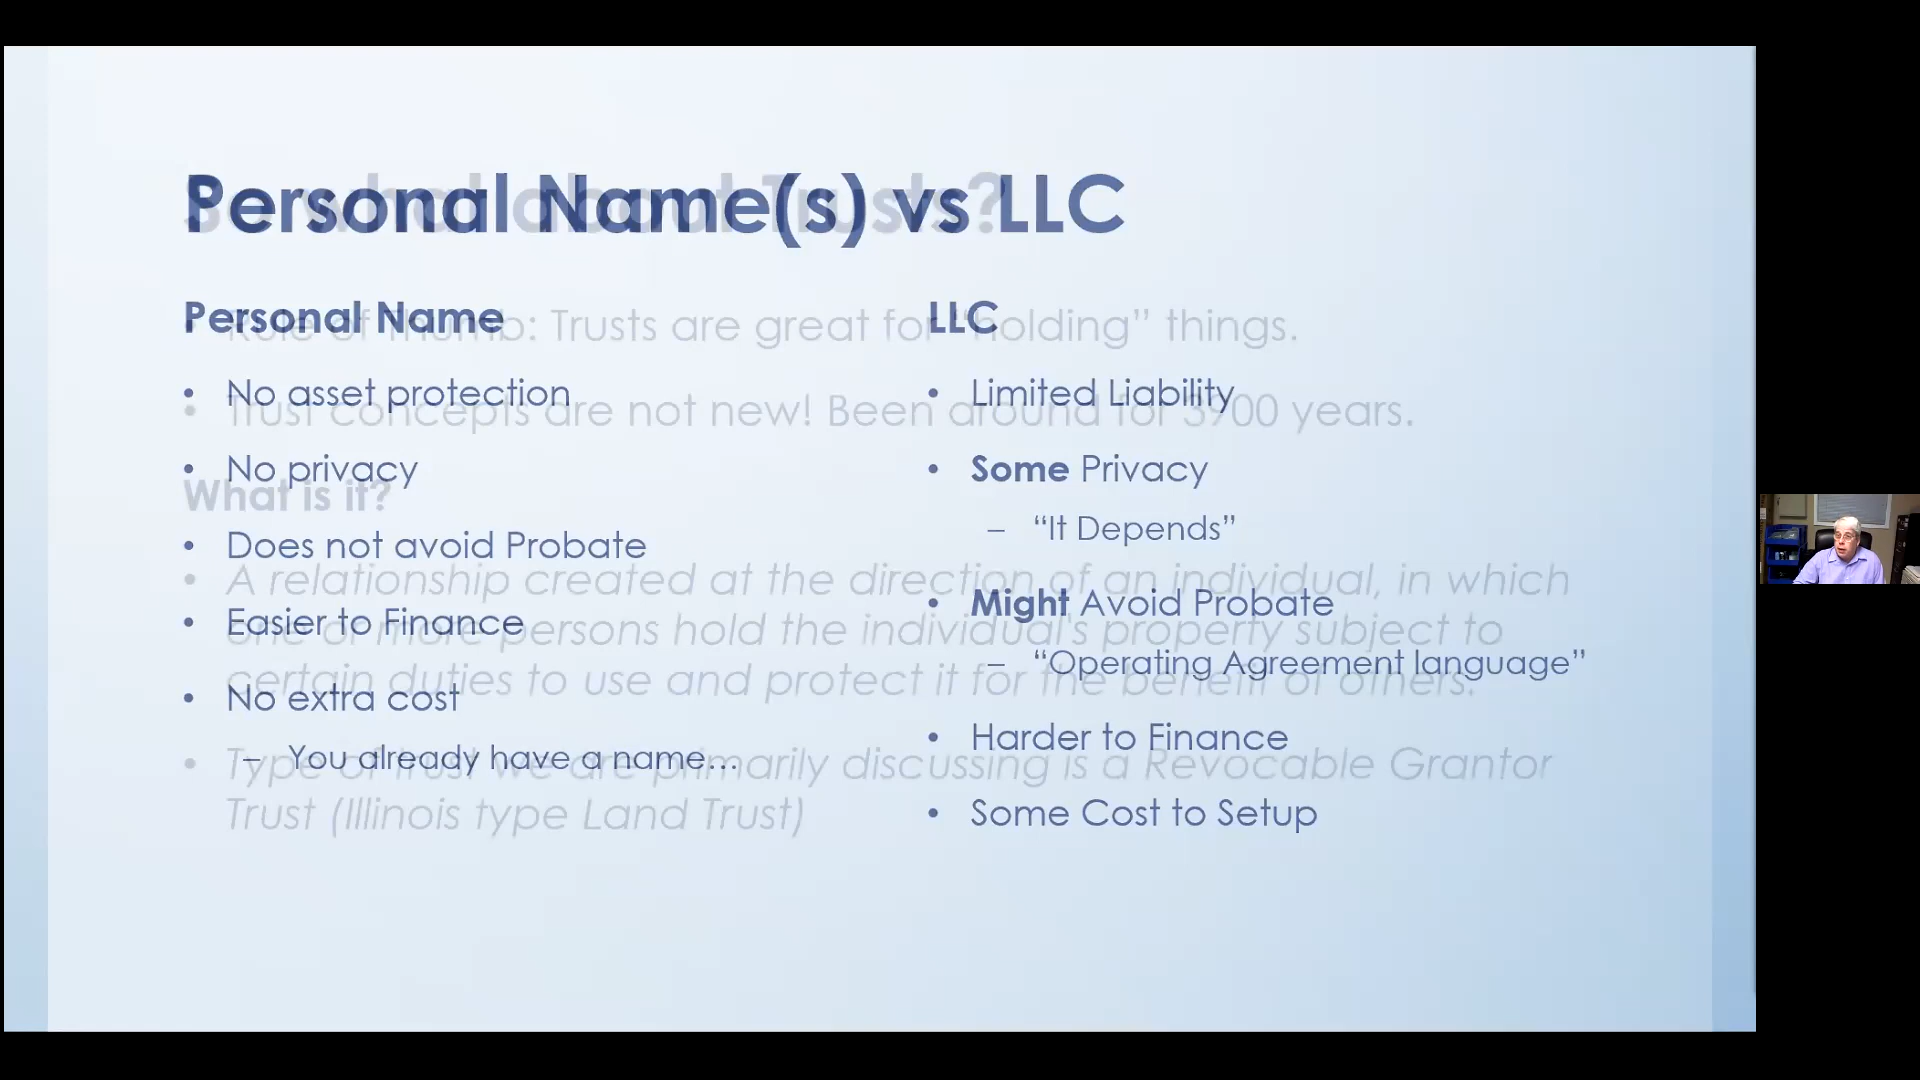 Personal Name(s) vs LLC
Personal Name
• No asset protection
• No privacy
• Does not avoid Probate
• Easier to Finance
• No extra cost
– You already have a name...
LLC
• Limited Liability
• Some Privacy
– “It Depends”
• Might Avoid Probate
– “Operating Agreement language”
• Harder to Finance
• Some Cost to Setup
what about Trusts?
• Rule of Thumb: Trusts are great for “holding” things.
• Trust concepts are not new! Been around for 3900 years.
What is it?
• A relationship created at the direction of an individual, in which
one or more persons hold the individual's property subject to
certain duties to use and protect it for the benefit of others.
• Type of trust we are primarily discussing is a Revocable Grantor
Trust (Illinois type Land Trust)